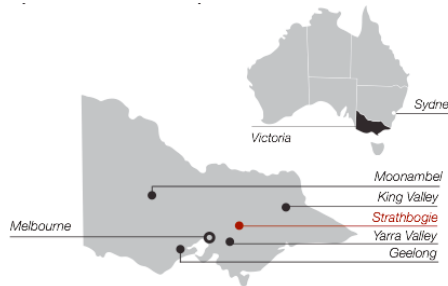 Sydne
Victoria
Moonambel
King Valley
Strathbogie
Melbourne
Yarra Valley
Geelong